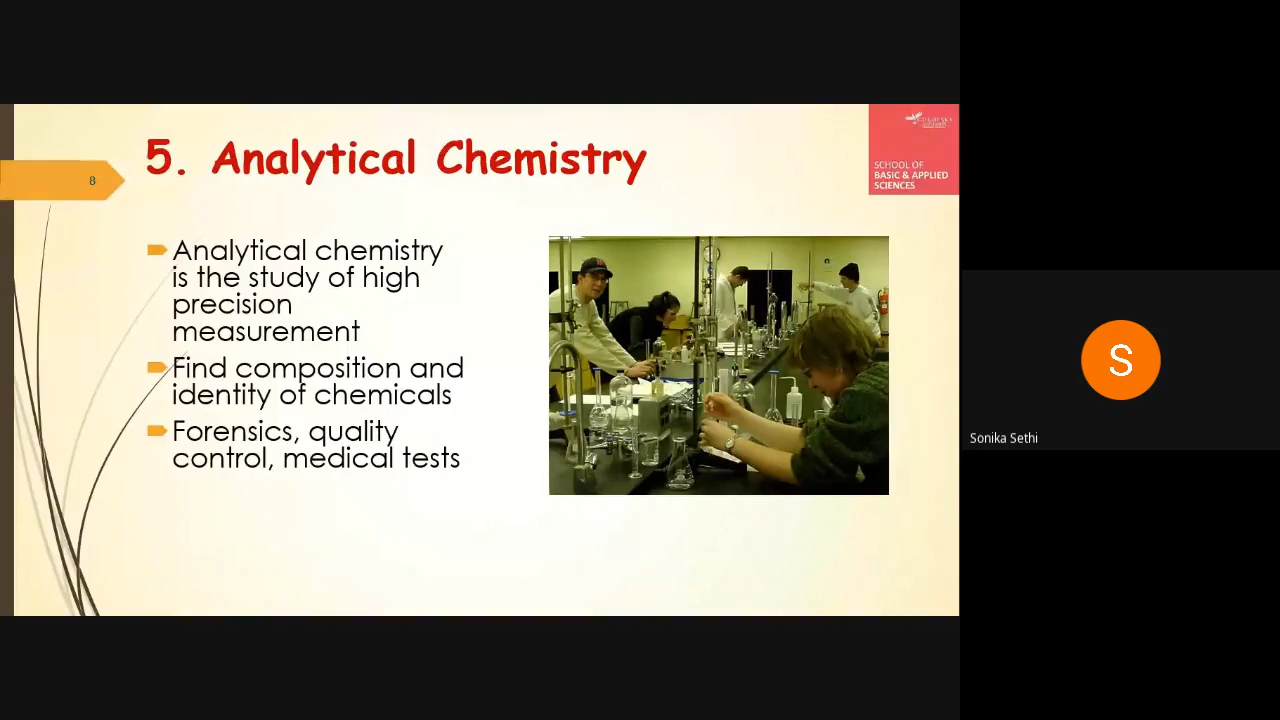 5. Analytical Chemistry
8
SCHOOL OF
BASIC & APPLIED
SCIENCES
Analytical chemistry
is the study of high
precision
measurement
Find composition and
identity of chemicals
Forensics, quality
control, medical tests
S
Sonika Sethi